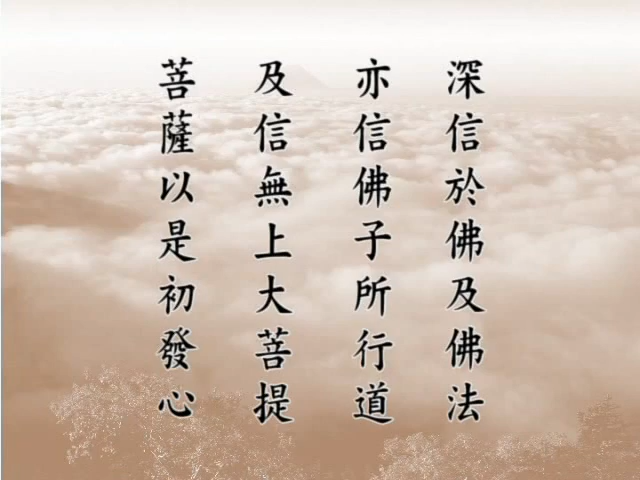 深信於佛及佛法
亦信佛子所行道
及信無上大菩提
菩薩以是初發心